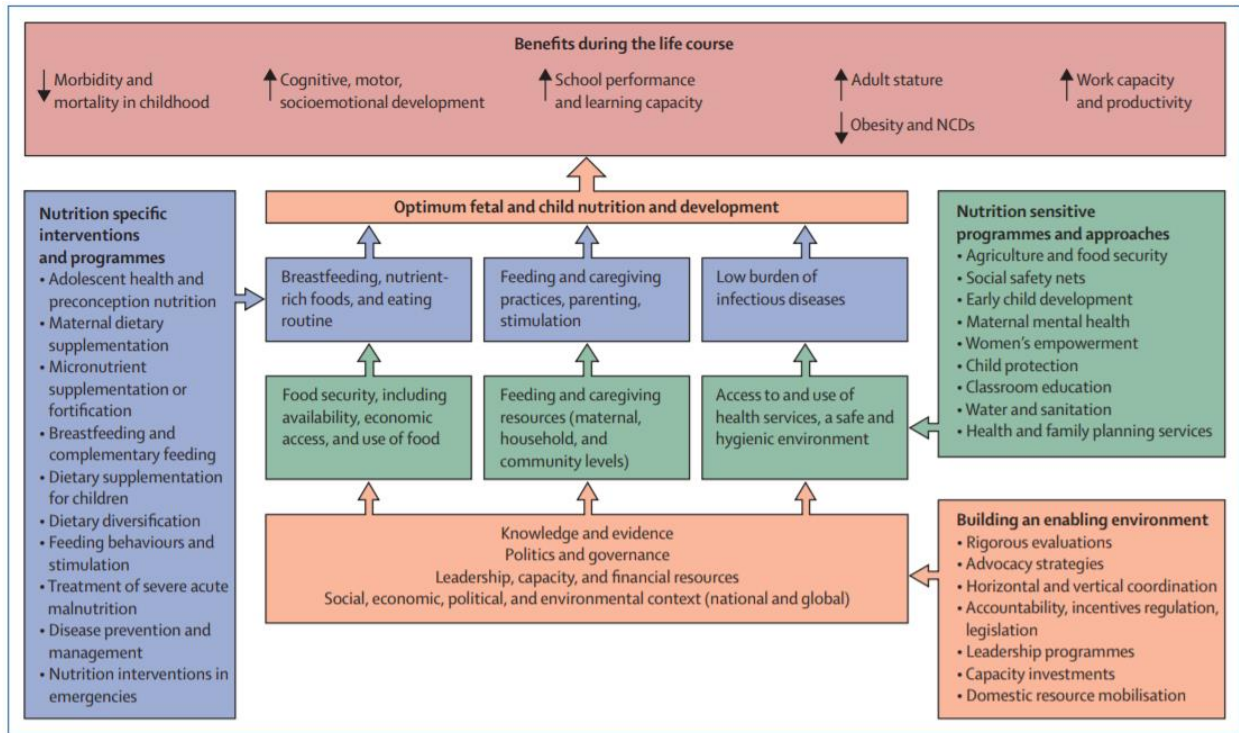 Benefits during the life course
Morbidity and
mortality in childhood
Cognitive, motor,
socioemotional development
School performance
and learning capacity
Adult stature
Obesity and NCDs
Work capacity
and productivity
Nutrition specific
interventions
and programmes
• Adolescent health and
preconception nutrition
• Maternal dietary
supplementation
• Micronutrient
supplementation or
fortification
• Breastfeeding and
complementary feeding
• Dietary supplementation
for children
• Dietary diversification
• Feeding behaviours and
stimulation
• Treatment of severe acute
malnutrition
• Disease prevention and
management
• Nutrition interventions in
emergencies
Optimum fetal and child nutrition and development
Breastfeeding, nutrient-
rich foods, and eating
routine
Feeding and caregiving
practices, parenting,
stimulation
Low burden of
infectious diseases
Food security, including
availability, economic
access, and use of food
Feeding and caregiving
resources (maternal,
household, and
community levels)
Access to and use of
health services, a safe and
hygienic environment
Knowledge and evidence
Politics and governance
Leadership, capacity, and financial resources
Social, economic, political, and environmental context (national and global)
Nutrition sensitive
programmes and approaches
• Agriculture and food security
• Social safety nets
• Early child development
• Maternal mental health
• Women's empowerment
• Child protection
• Classroom education
• Water and sanitation
• Health and family planning services
Building an enabling environment
• Rigorous evaluations
• Advocacy strategies
• Horizontal and vertical coordination
• Accountability, incentives regulation,
legislation
• Leadership programmes
• Capacity investments
• Domestic resource mobilisation